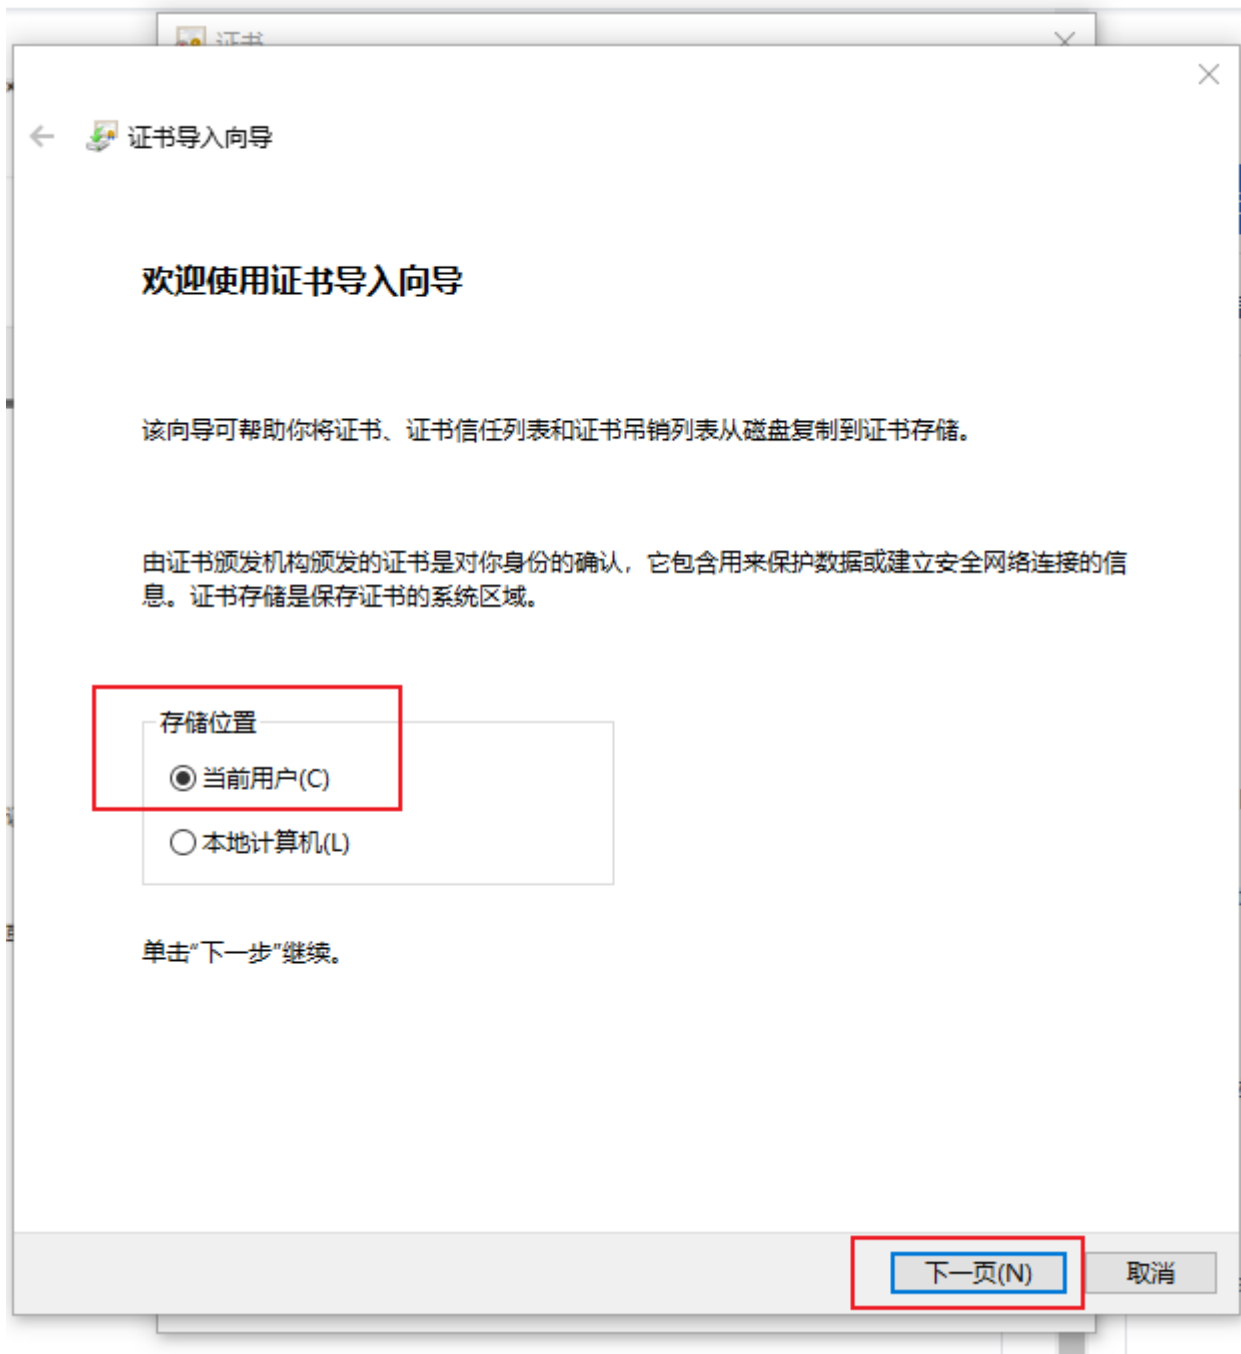 证书
证书导入向导
欢迎使用证书导入向导
该向导可帮助你将证书、证书信任列表和证书吊销列表从磁盘复制到证书存储。
由证书颁发机构颁发的证书是对你身份的确认，它包含用来保护数据或建立安全网络连接的信
息。证书存储是保存证书的系统区域。
存储位置
当前用户(C)
本地计算机(L)
单击“下一步”继续。
下一页(N)
取消